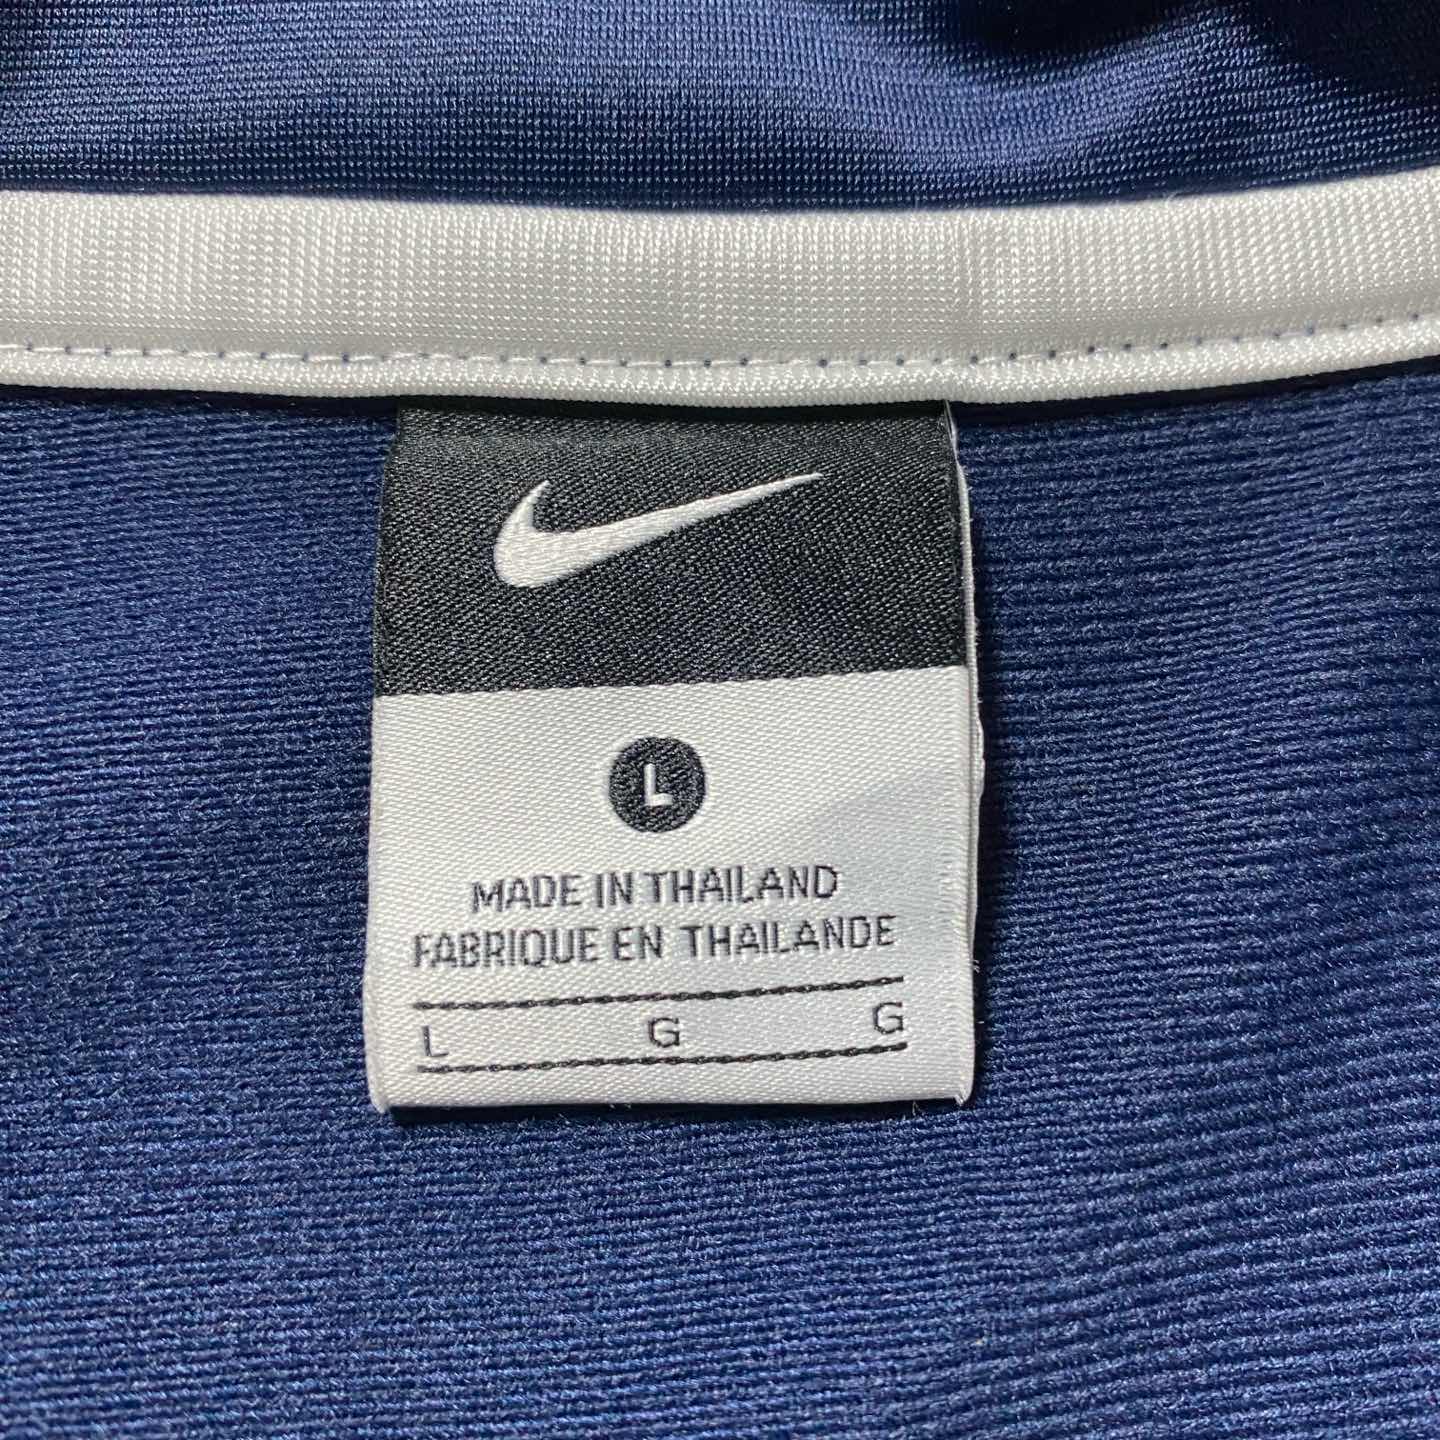 L
MADE IN THAILAND
FABRIQUE EN THAILANDE
L G G